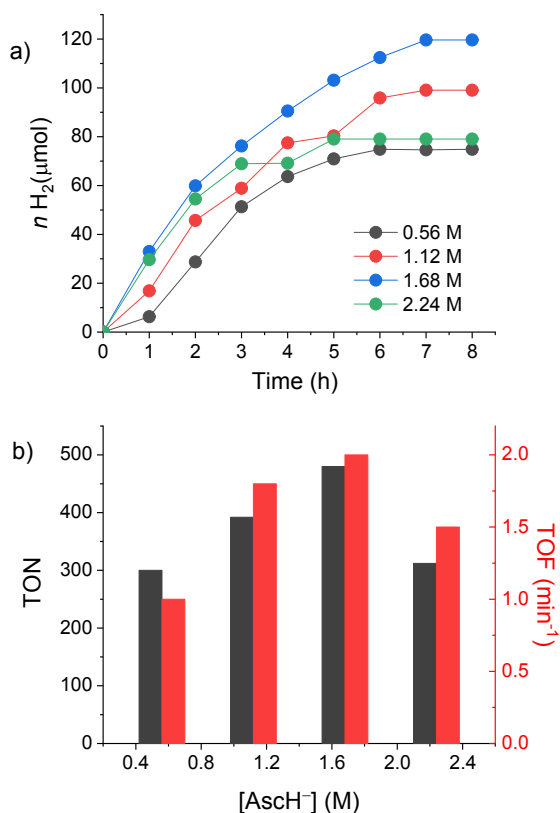 a)
n H₂(μmol)
120
100
80
60
40
20
0
0.56 M
1.12 M
1.68 M
2.24 M
0 1 2 3 4 5 6 7 8
Time (h)
b)
TON
500
400
300
200
100
0
2.0
1.5
1.0
0.5
0.0
TOF (min⁻¹)
0.4 0.8 1.2 1.6 2.0 2.4
[AscH⁻] (M)